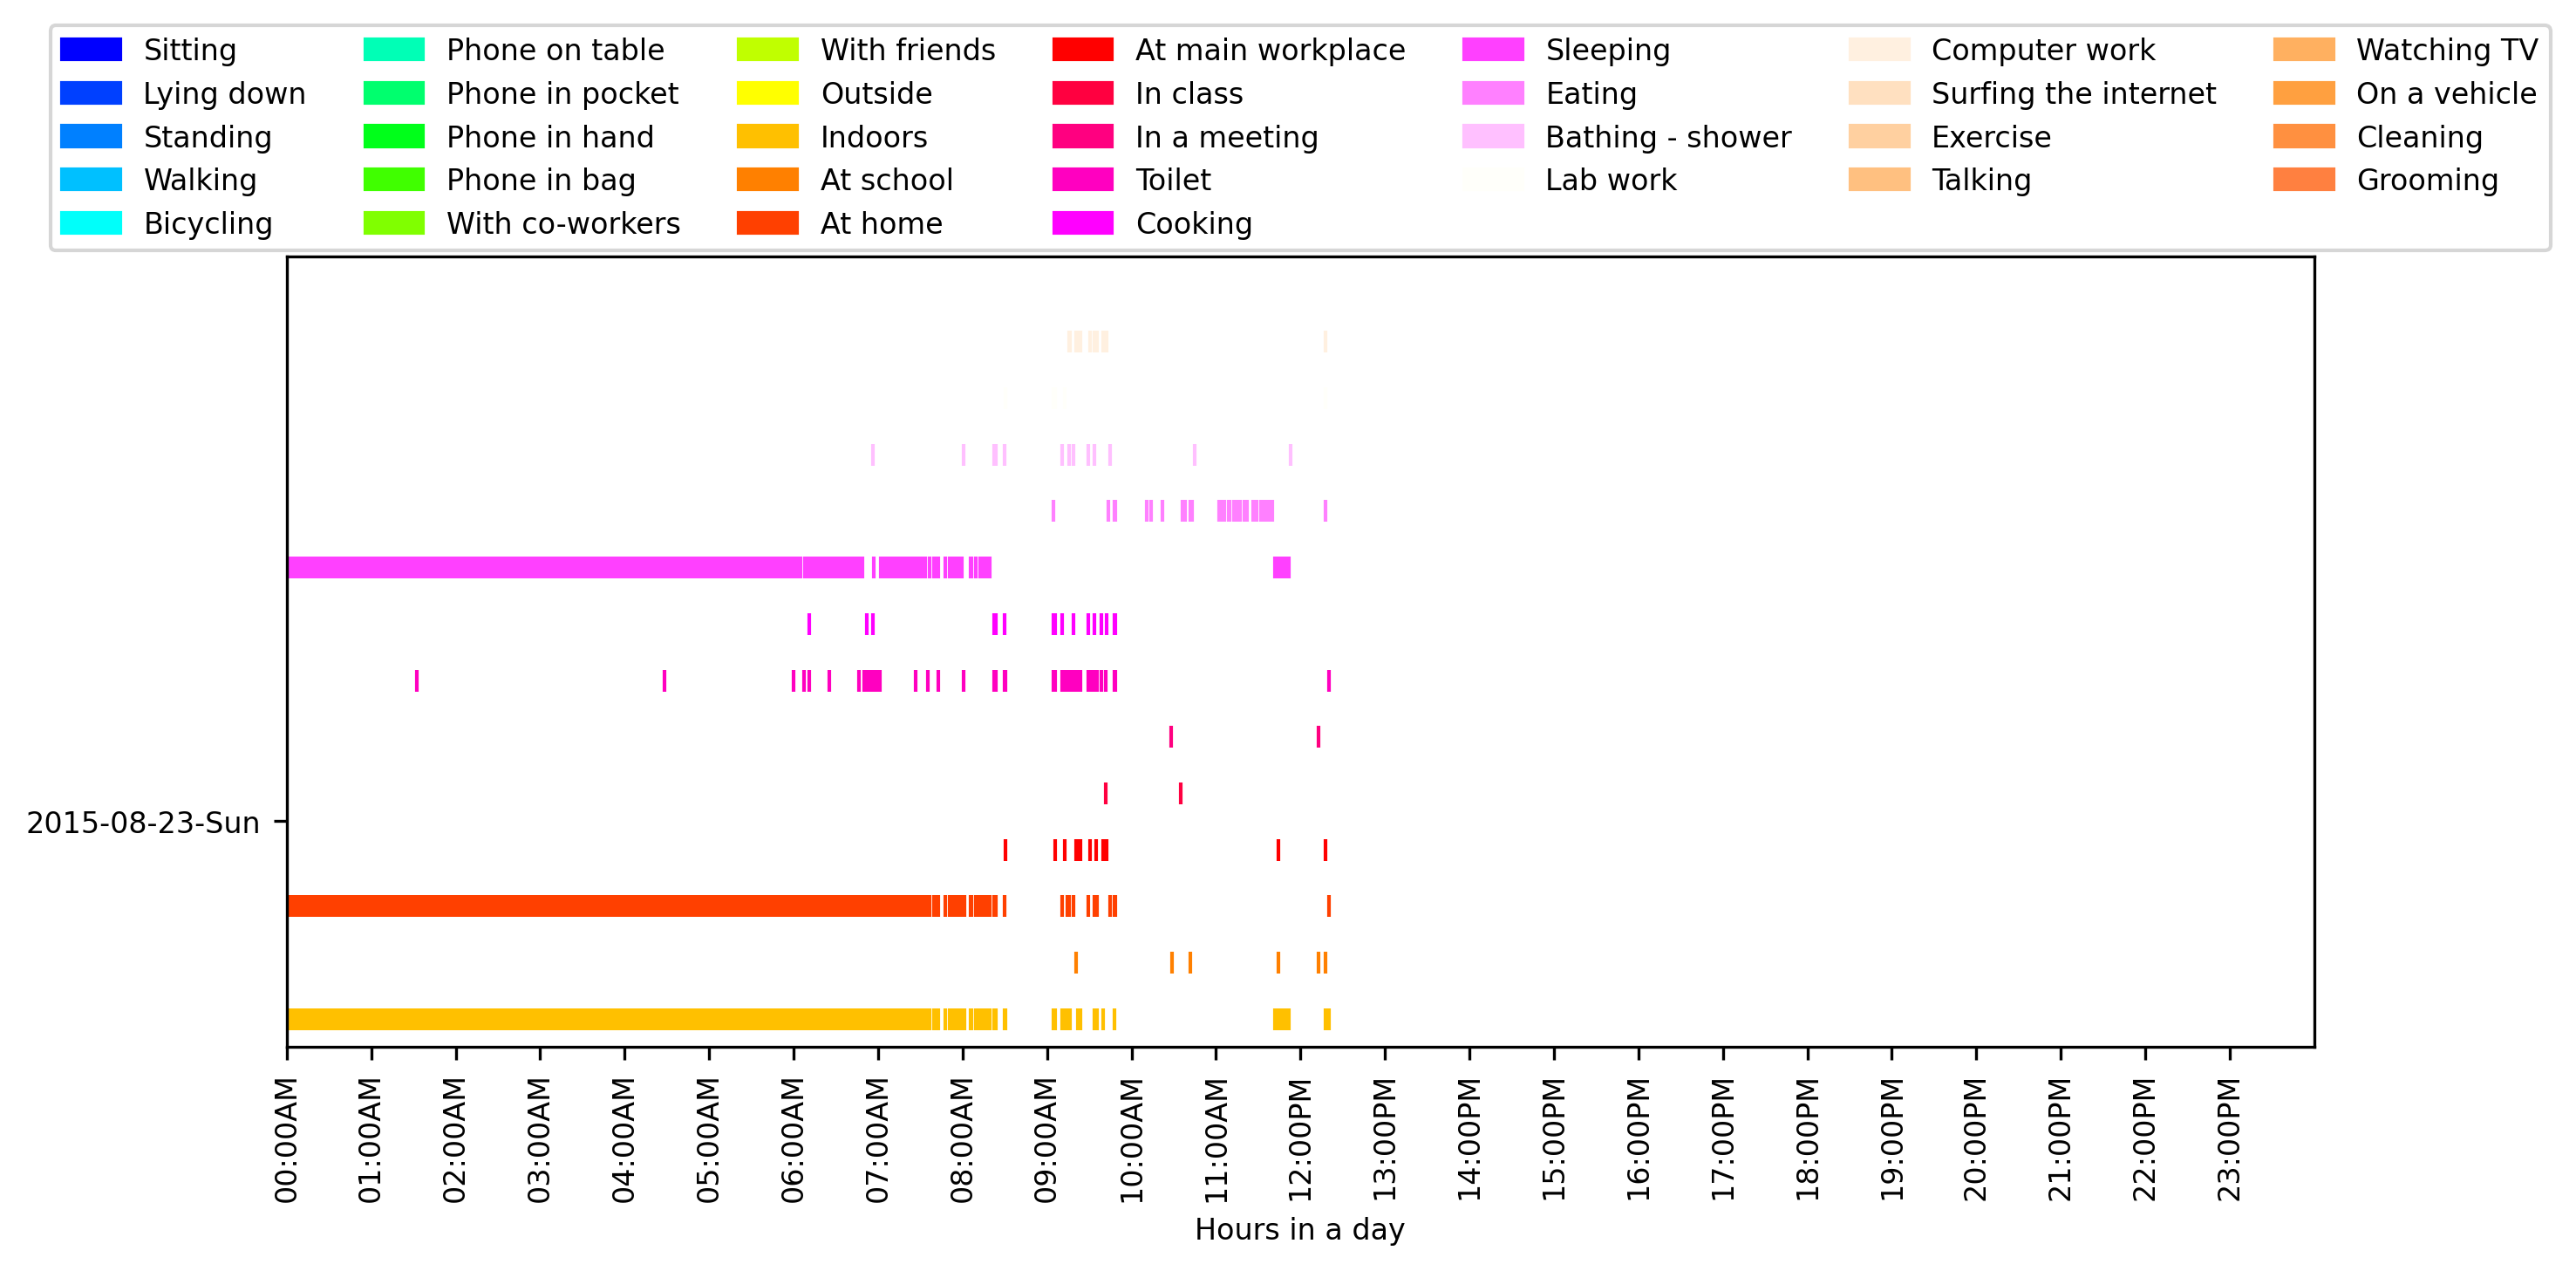 Sitting
Lying down
Standing
Walking
Bicycling
Phone on table
Phone in pocket
Phone in hand
Phone in bag
With co-workers
With friends
Outside
Indoors
At school
At home
At main workplace
In class
In a meeting
Toilet
Cooking
Sleeping
Eating
Bathing - shower
Lab work
Computer work
Surfing the internet
Exercise
Talking
Watching TV
On a vehicle
Cleaning
Grooming
2015-08-23-Sun
00:00AM
01:00AM
02:00AM
03:00AM
04:00AM
05:00AM
06:00AM
07:00AM
08:00AM
09:00AM
10:00AM
11:00AM
12:00PM
13:00PM
14:00PM
15:00PM
16:00PM
17:00PM
18:00PM
19:00PM
20:00PM
21:00PM
22:00PM
23:00PM
Hours in a day